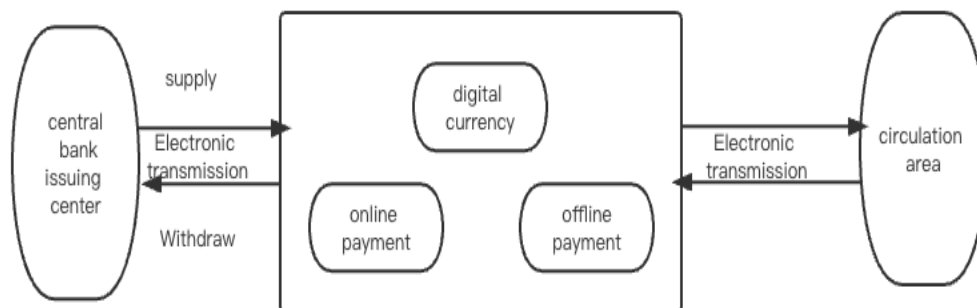 central
bank
issuing
center
supply
Electronic
transmission
Withdraw
digital
currency
online
payment
offline
payment
Electronic
transmission
circulation
area